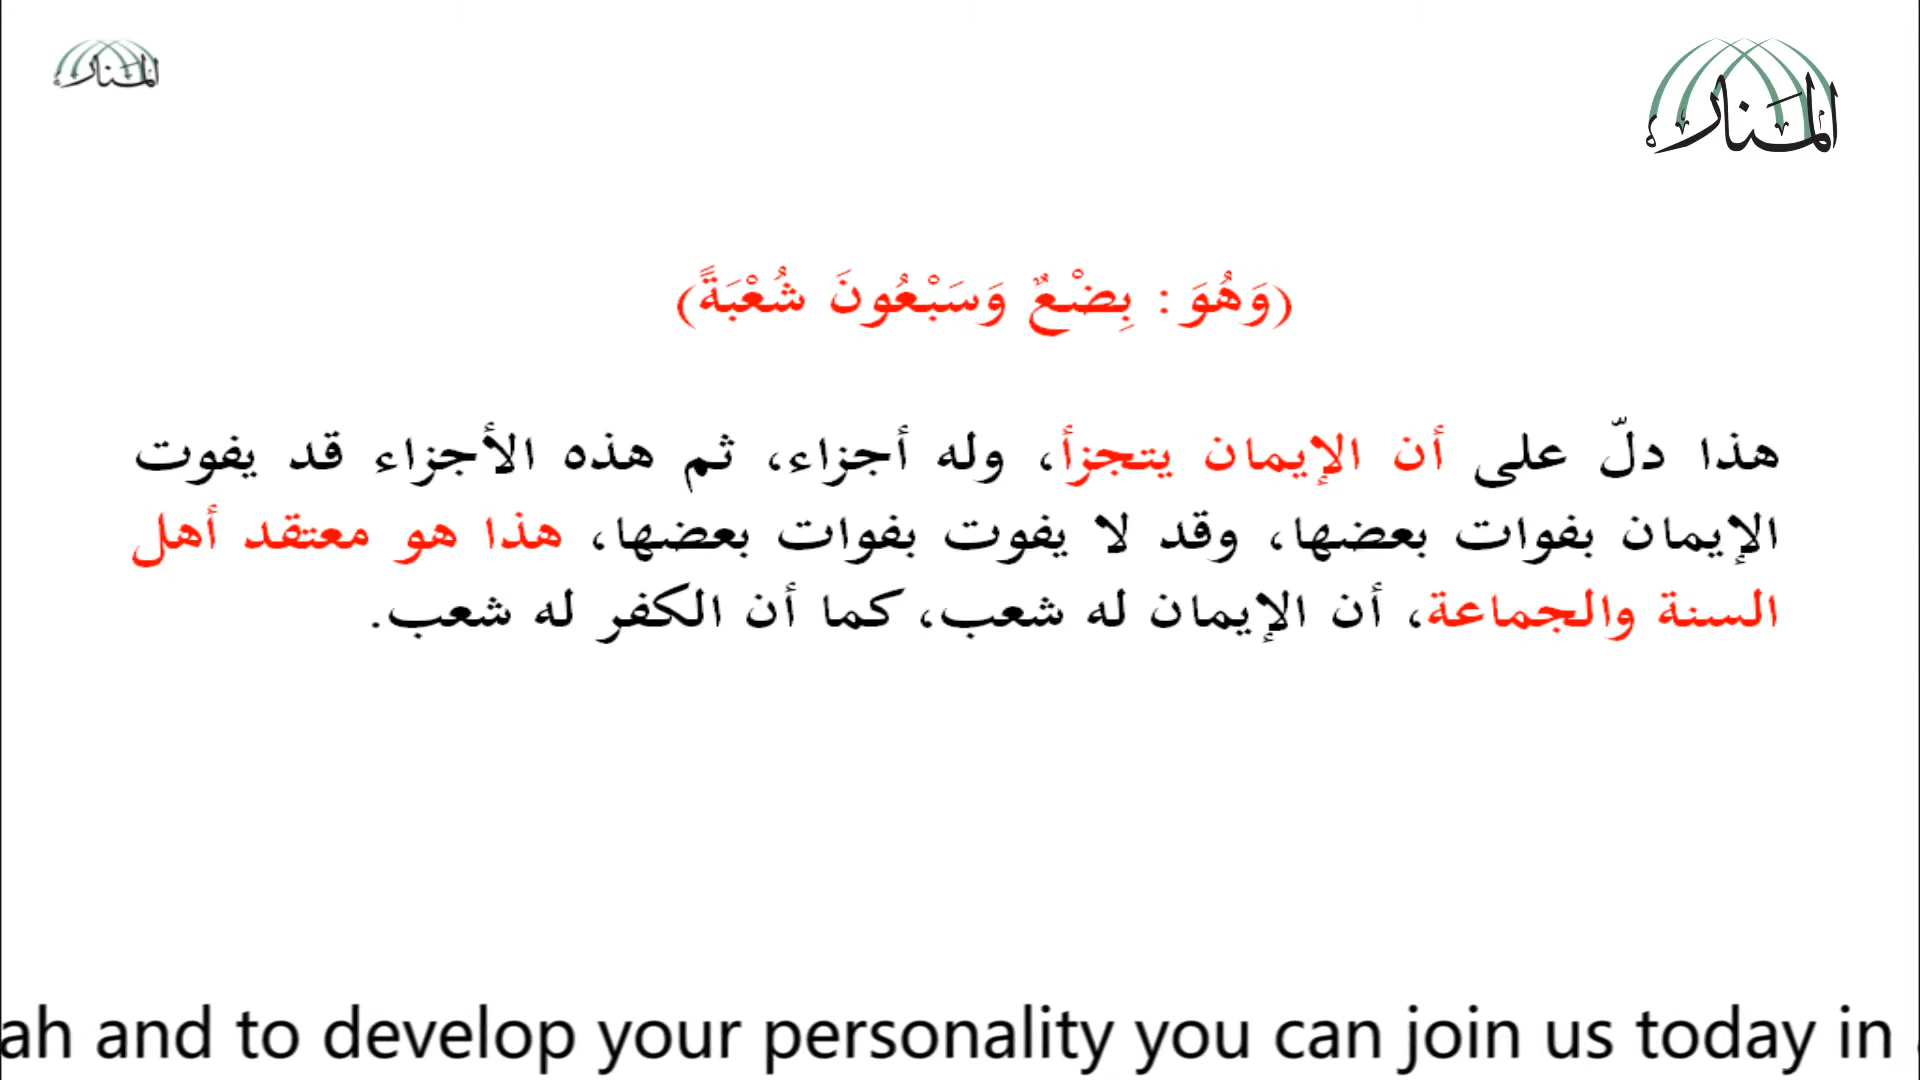 المنارة
المنارة
(وَهُوَ: بِضْعٌ وَسَبْعُونَ شُعْبَةً)
هذا دلّ على أن الإيمان يتجزأ، وله أجزاء، ثم هذه الأجزاء قد يفوت
الإيمان بفوات بعضها، وقد لا يفوت بفوات بعضها، هذا هو معتقد أهل
السنة والجماعة، أن الإيمان له شعب، كما أن الكفر له شعب.
ah and to develop your personality you can join us today in